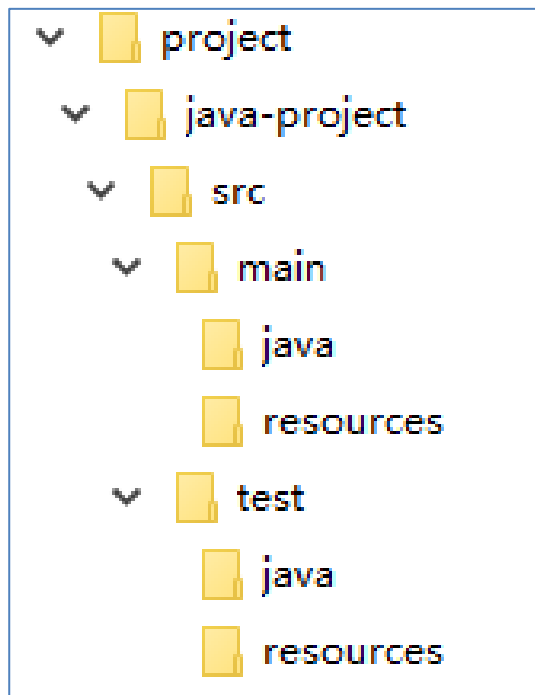 project
java-project
src
main
java
resources
test
java
resources